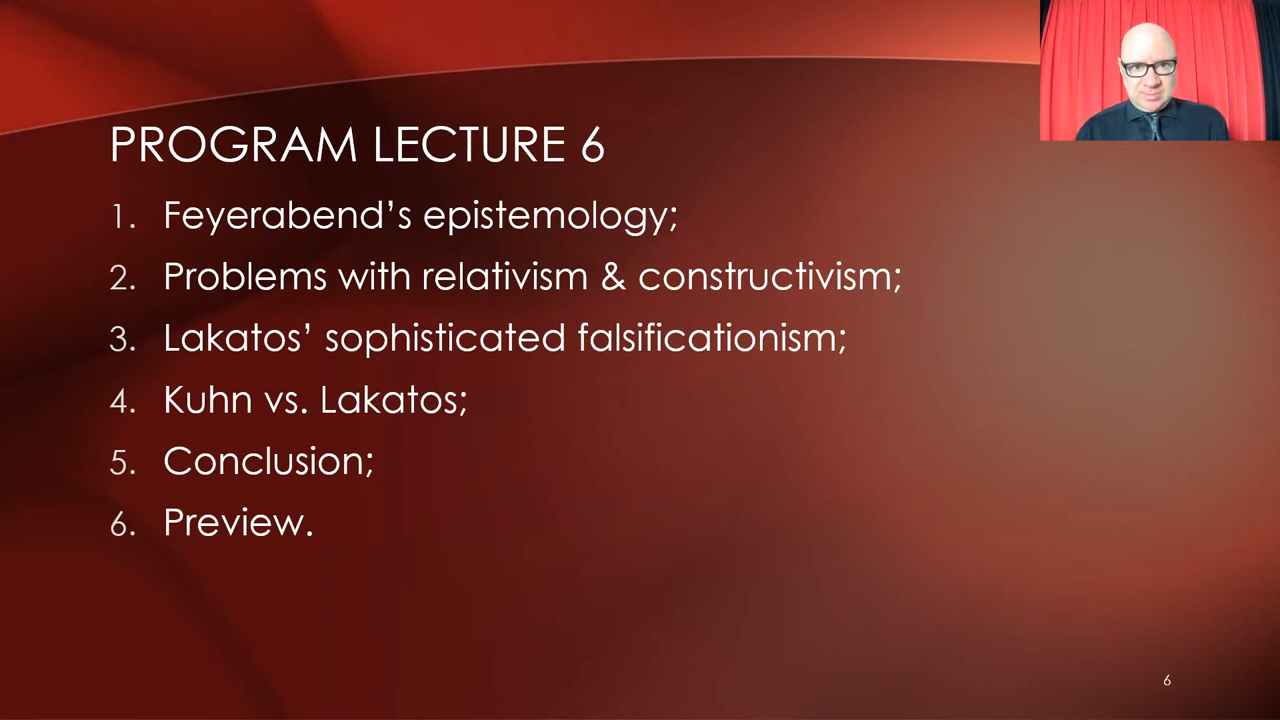 PROGRAM LECTURE 6
1. Feyerabend’s epistemology;
2. Problems with relativism & constructivism;
3. Lakatos’ sophisticated falsificationism;
4. Kuhn vs. Lakatos;
5. Conclusion;
6. Preview.
6